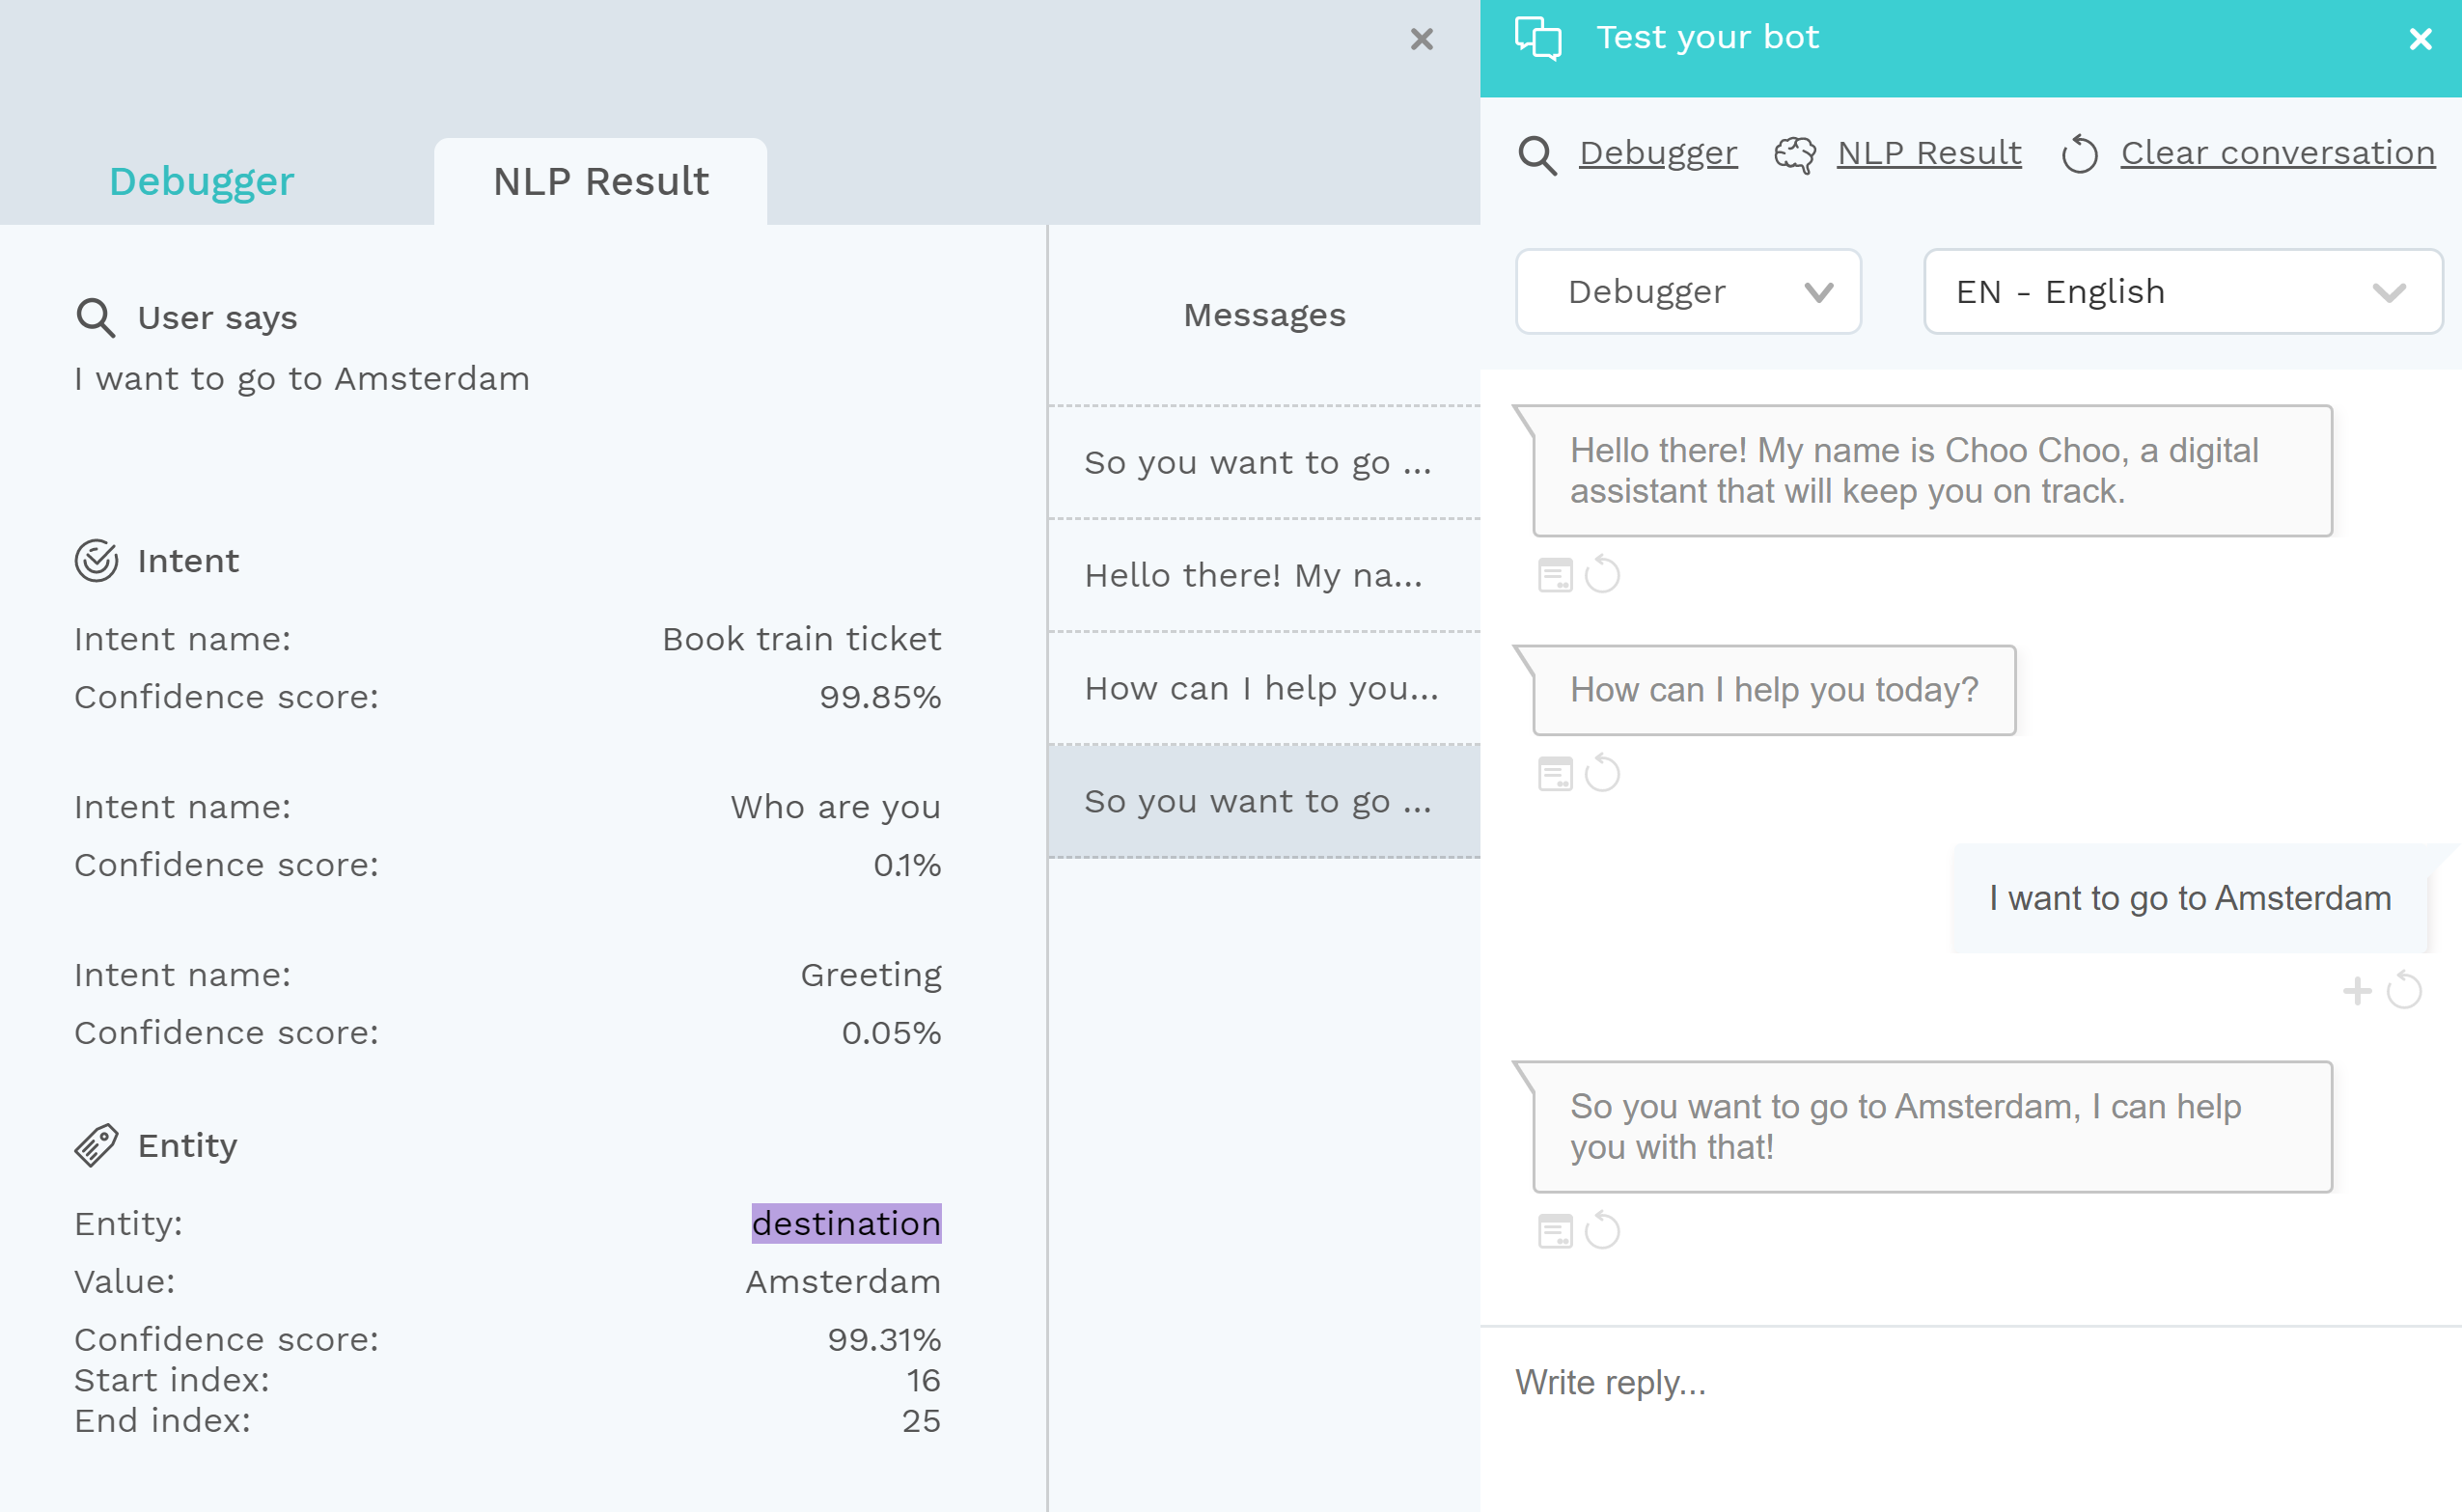 Debugger
NLP Result
User says
I want to go to Amsterdam
Intent
Intent name: Book train ticket
Confidence score: 99.85%
Intent name: Who are you
Confidence score: 0.1%
Intent name: Greeting
Confidence score: 0.05%
Entity
Entity: destination
Value: Amsterdam
Confidence score: 99.31%
Start index: 16
End index: 25
Messages
So you want to go ...
Hello there! My na...
How can I help you...
So you want to go ...
Test your bot
Debugger NLP Result Clear conversation
Debugger EN - English
Hello there! My name is Choo Choo, a digital
assistant that will keep you on track.
How can I help you today?
I want to go to Amsterdam
So you want to go to Amsterdam, I can help
you with that!
Write reply...